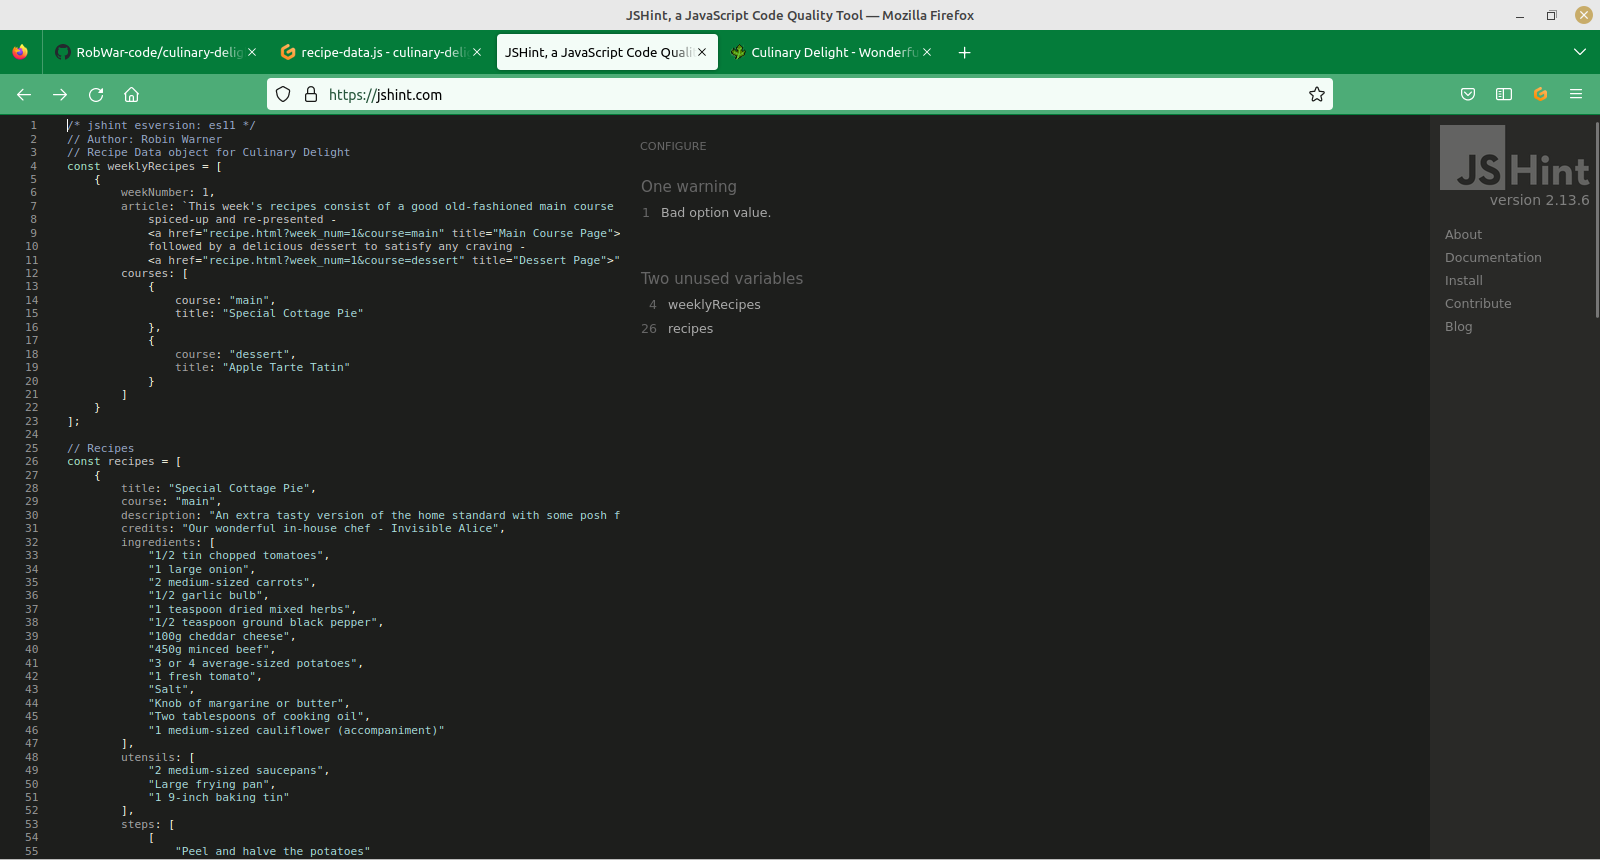 JSHint, a JavaScript Code Quality Tool — Mozilla Firefox
RobWar-code/culinary-delig
recipe-data.js - culinary-deli
JSHint, a JavaScript Code Quali
Culinary Delight - Wonderfu
https://jshint.com
1 /* jshint esversion: es11 */
2 // Author: Robin Warner
3 // Recipe Data object for Culinary Delight
4 const weeklyRecipes = [
5 {
6 weekNumber: 1,
7 article: `This week's recipes consist of a good old-fashioned main course
8 spiced-up and re-presented -
9 <a href="recipe.html?week_num=1&course=main" title="Main Course Page">
10 followed by a delicious dessert to satisfy any craving -
11 <a href="recipe.html?week_num=1&course=dessert" title="Dessert Page">"
12 courses: [
13 {
14 course: "main",
15 title: "Special Cottage Pie"
16 },
17 {
18 course: "dessert",
19 title: "Apple Tarte Tatin"
20 }
21 ]
22 }
23 ];
24
25 // Recipes
26 const recipes = [
27 {
28 title: "Special Cottage Pie",
29 course: "main",
30 description: "An extra tasty version of the home standard with some posh f
31 credits: "Our wonderful in-house chef - Invisible Alice",
32 ingredients: [
33 "1/2 tin chopped tomatoes",
34 "1 large onion",
35 "2 medium-sized carrots",
36 "1/2 garlic bulb",
37 "1 teaspoon dried mixed herbs",
38 "1/2 teaspoon ground black pepper",
39 "100g cheddar cheese",
40 "450g minced beef",
41 "3 or 4 average-sized potatoes",
42 "1 fresh tomato",
43 "Salt",
44 "Knob of margarine or butter",
45 "Two tablespoons of cooking oil",
46 "1 medium-sized cauliflower (accompaniment)"
47 ],
48 utensils: [
49 "2 medium-sized saucepans",
50 "Large frying pan",
51 "1 9-inch baking tin"
52 ],
53 steps: [
54 [
55 "Peel and halve the potatoes"
CONFIGURE
One warning
1 Bad option value.
Two unused variables
4 weeklyRecipes
26 recipes
JSHint
version 2.13.6
About
Documentation
Install
Contribute
Blog